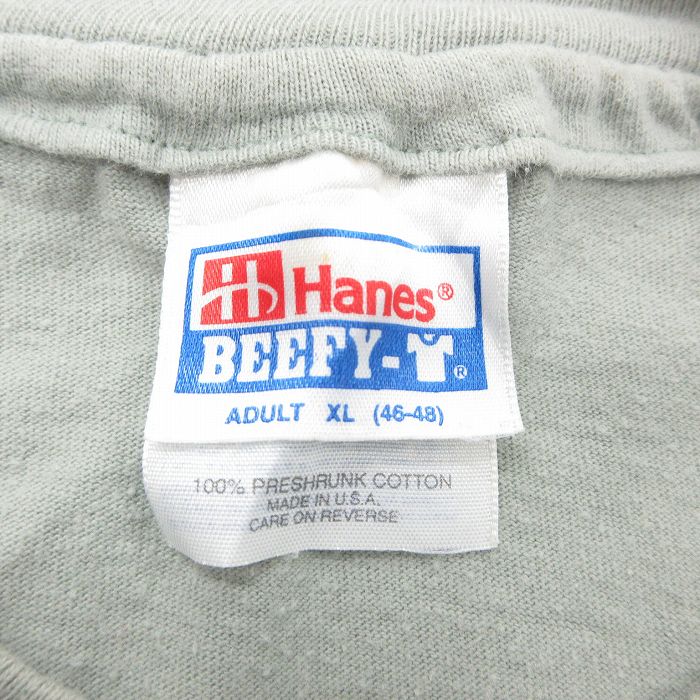 H Hanes®
BEEFY-T®
ADULT XL (46-48)
100% PRESHRUNK COTTON
MADE IN U.S.A.
CARE ON REVERSE